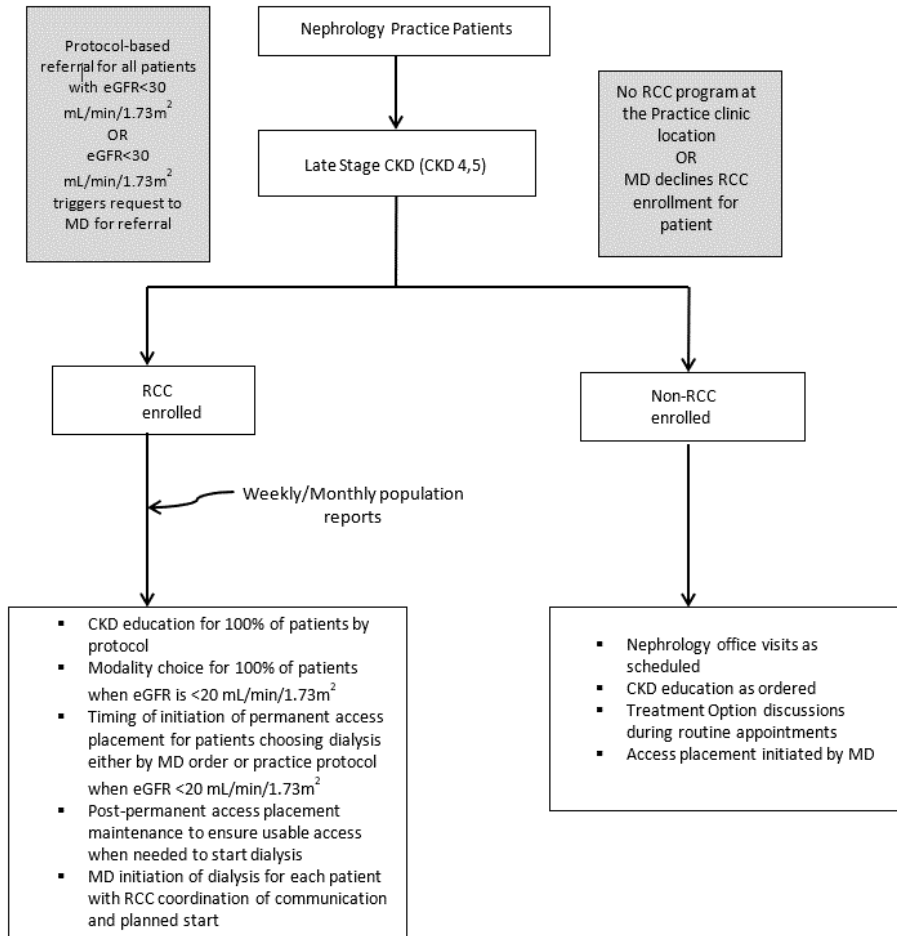 Nephrology Practice Patients
Protocol-based
referral for all patients
with eGFR<30
mL/min/1.73m²
OR
eGFR<30
mL/min/1.73m²
triggers request to
MD for referral
No RCC program at
the Practice clinic
location
OR
MD declines RCC
enrollment for
patient
Late Stage CKD (CKD 4,5)
RCC
enrolled
Non-RCC
enrolled
Weekly/Monthly population
reports
▪ CKD education for 100% of patients by
protocol
▪ Modality choice for 100% of patients
when eGFR is <20 mL/min/1.73m²
▪ Timing of initiation of permanent access
placement for patients choosing dialysis
either by MD order or practice protocol
when eGFR <20 mL/min/1.73m²
▪ Post-permanent access placement
maintenance to ensure usable access
when needed to start dialysis
▪ MD initiation of dialysis for each patient
with RCC coordination of communication
and planned start
▪ Nephrology office visits as
scheduled
▪ CKD education as ordered
▪ Treatment Option discussions
during routine appointments
▪ Access placement initiated by MD